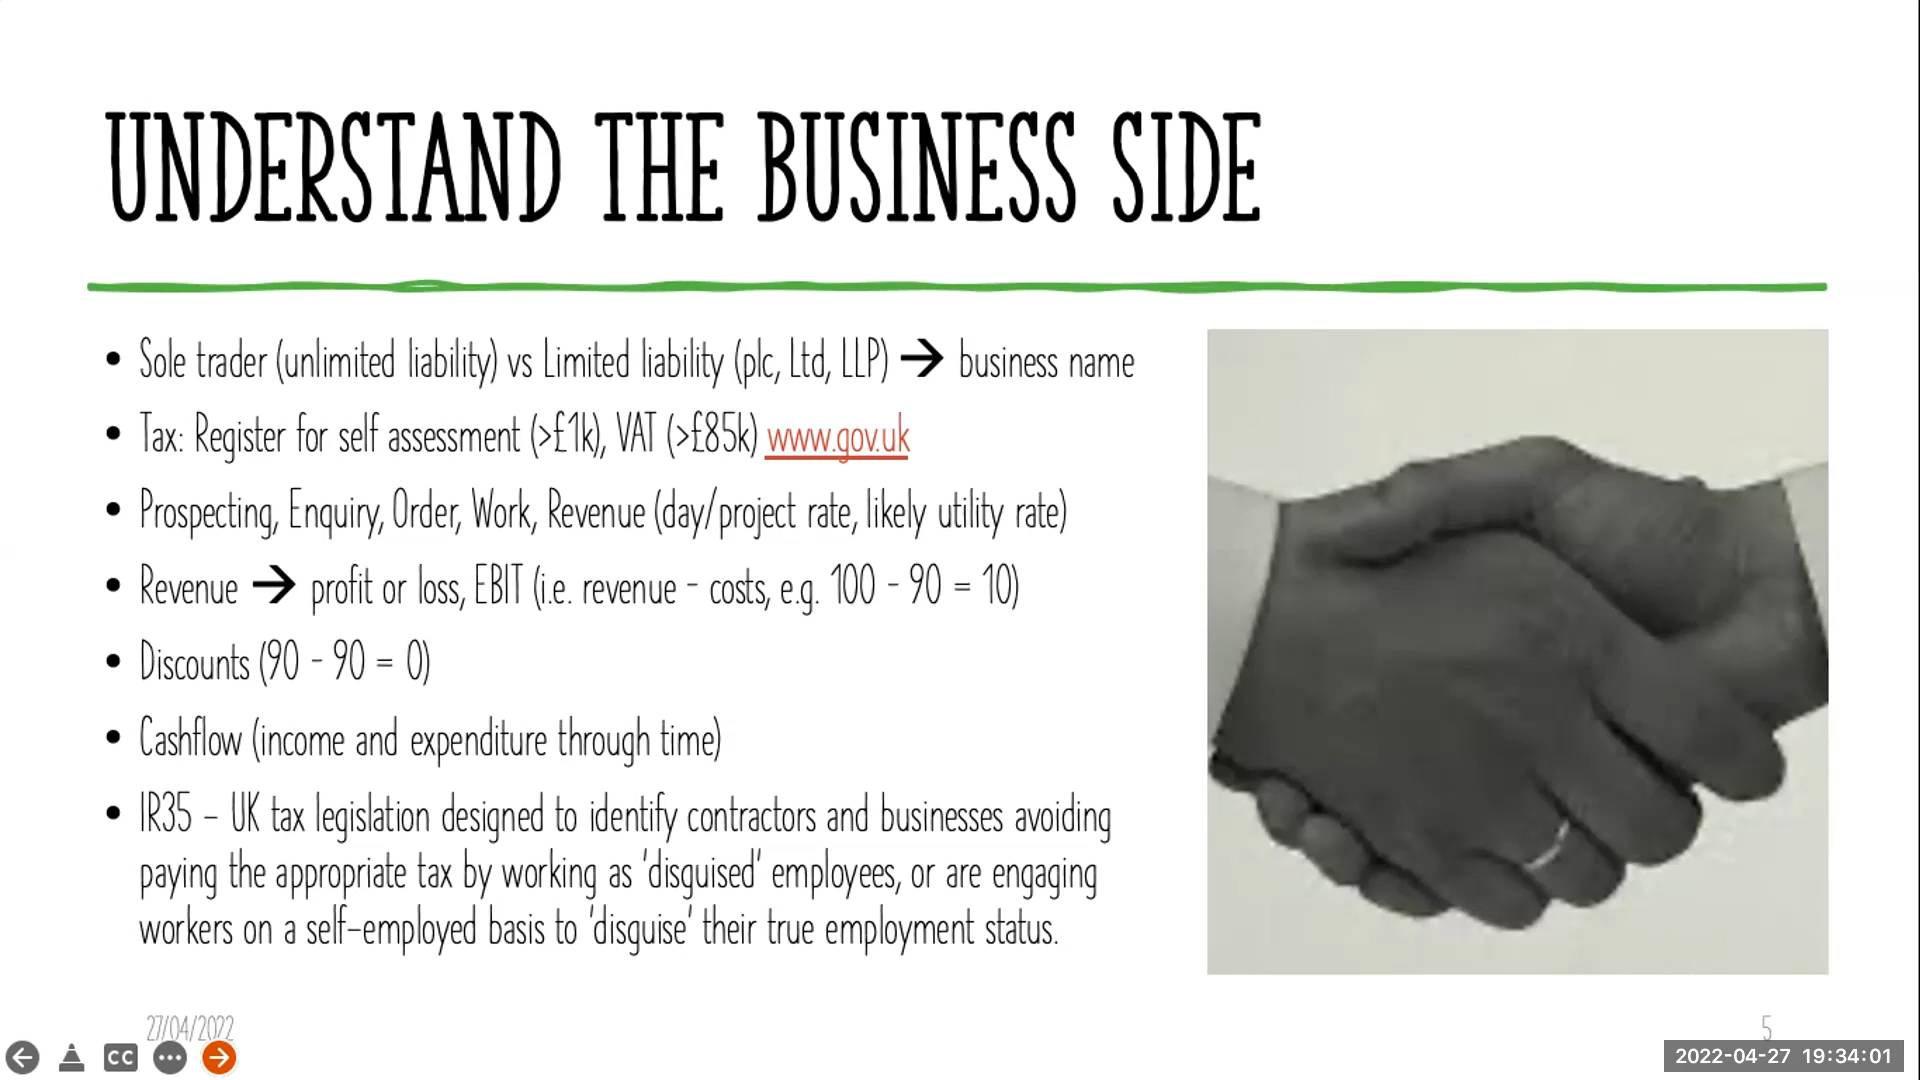 UNDERSTAND THE BUSINESS SIDE
• Sole trader (unlimited liability) vs Limited liability (plc, Ltd, LLP) → business name
• Tax: Register for self assessment (>£1k), VAT (>£85k) www.gov.uk
• Prospecting, Enquiry, Order, Work, Revenue (day/project rate, likely utility rate)
• Revenue → profit or loss, EBIT (i.e. revenue - costs, e.g. 100 - 90 = 10)
• Discounts (90 - 90 = 0)
• Cashflow (income and expenditure through time)
• IR35 – UK tax legislation designed to identify contractors and businesses avoiding
paying the appropriate tax by working as 'disguised' employees, or are engaging
workers on a self-employed basis to 'disguise' their true employment status.
27/04/2022
5
CC
2022-04-27 19:34:01